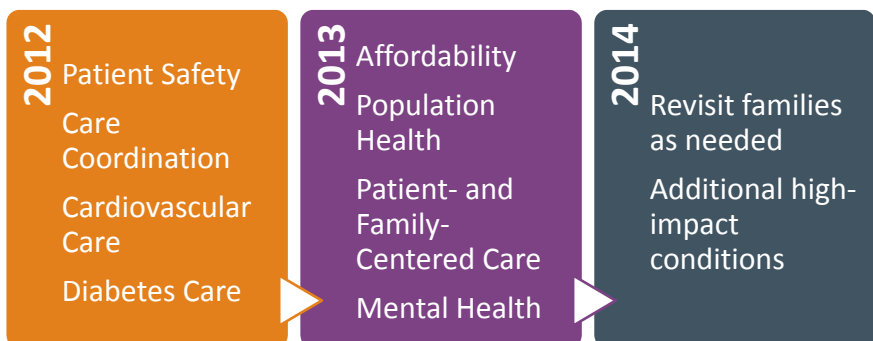 2012
Patient Safety
Care
Coordination
Cardiovascular
Care
Diabetes Care
2013
Affordability
Population
Health
Patient- and
Family-
Centered Care
Mental Health
2014
Revisit families
as needed
Additional high-
impact
conditions